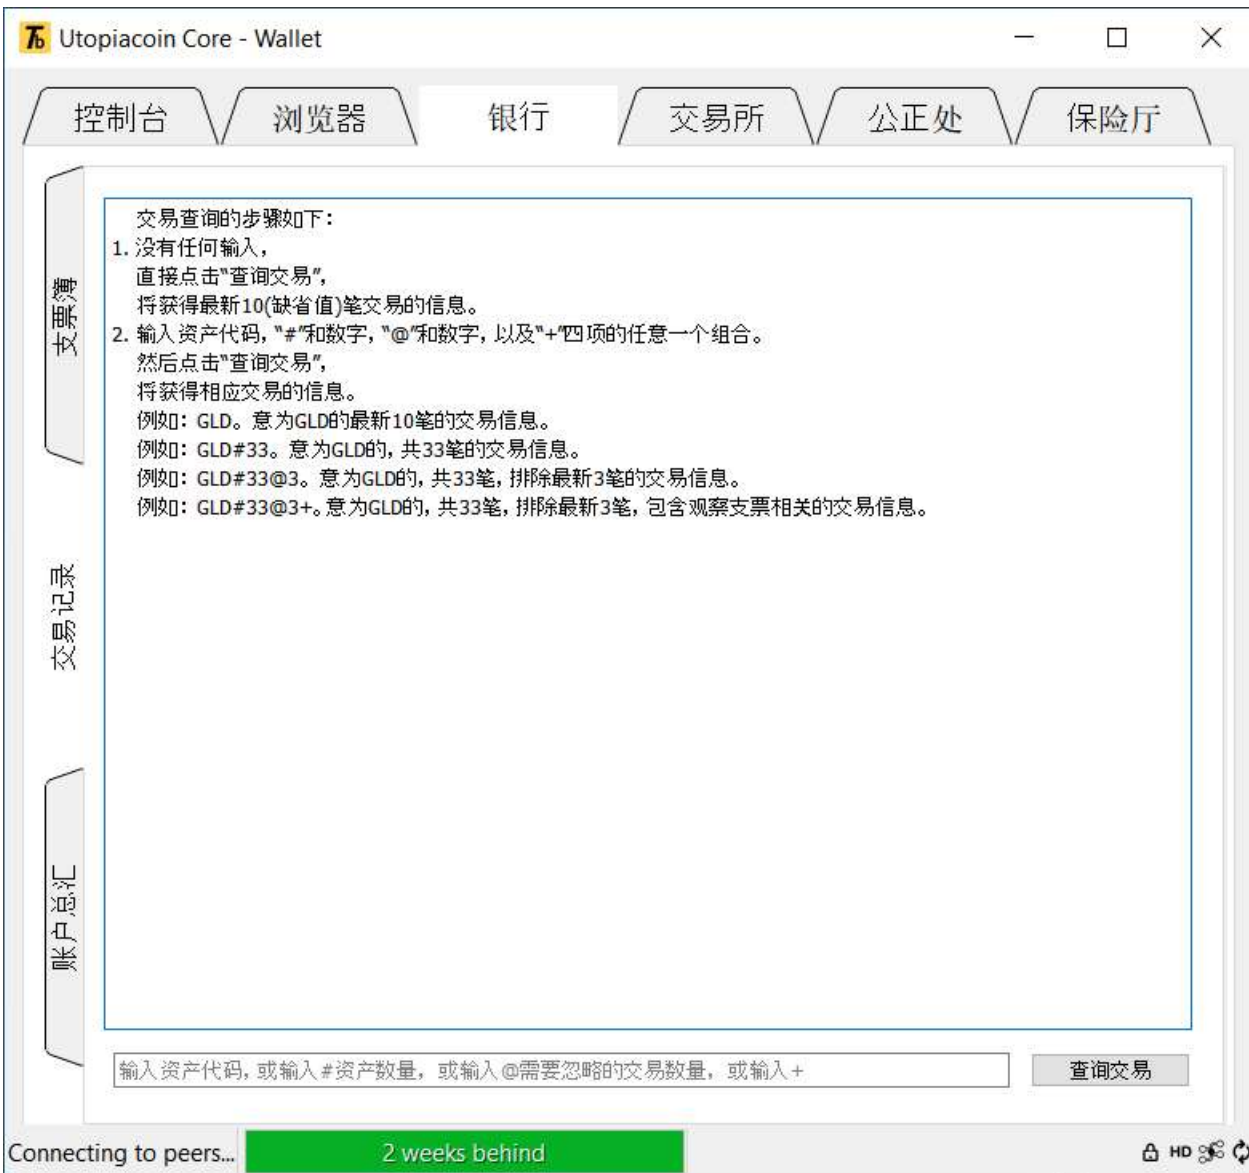 Utopiacoin Core - Wallet
控制台
浏览器
银行
交易所
公正处
保险厅
支票簿
交易记录
账户总汇
交易查询的步骤如下：
1. 没有任何输入，
直接点击“查询交易”，
将获得最新10(缺省值)笔交易的信息。
2. 输入资产代码，“#”和数字，“@”和数字，以及“+”四项的任意一个组合。
然后点击“查询交易”，
将获得相应交易的信息。
例如：GLD。意为GLD的最新10笔的交易信息。
例如：GLD#33。意为GLD的，共33笔的交易信息。
例如：GLD#33@3。意为GLD的，共33笔，排除最新3笔的交易信息。
例如：GLD#33@3+。意为GLD的，共33笔，排除最新3笔，包含观察支票相关的交易信息。
输入资产代码，或输入#资产数量，或输入@需要忽略的交易数量，或输入+
查询交易
Connecting to peers...
2 weeks behind
HD